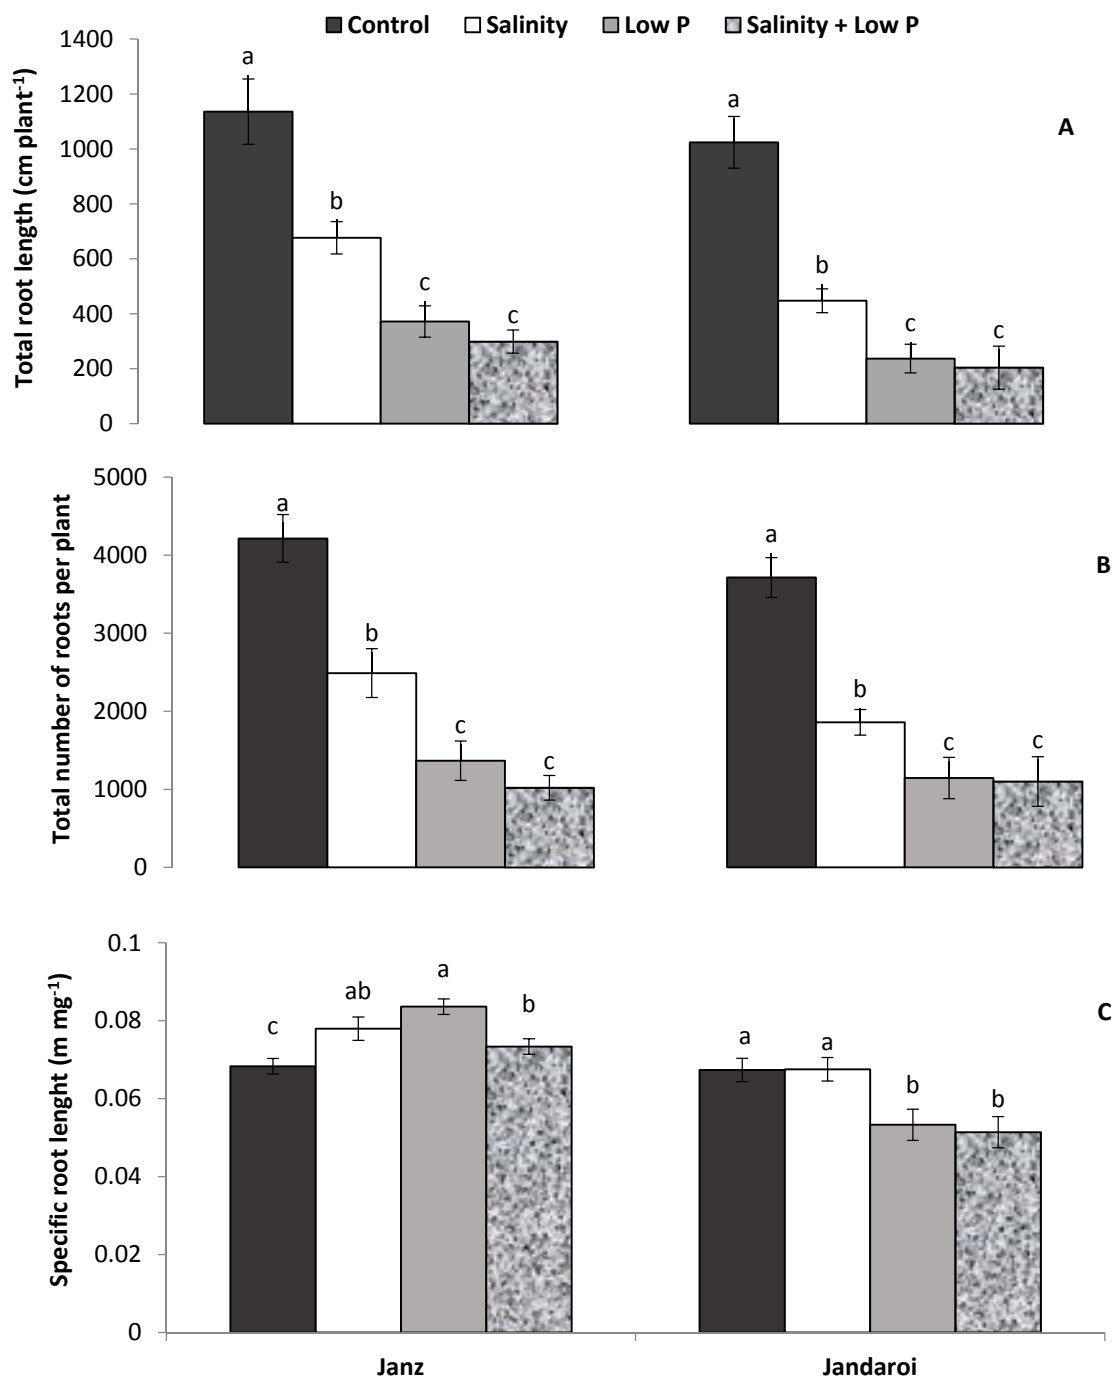 Control Salinity Low P Salinity + Low P
Total root length (cm plant-1)
1400
1200
1000
800
600
400
200
0
a
b
c
c
a
b
c
c
A
Total number of roots per plant
5000
4000
3000
2000
1000
0
a
b
c
c
a
b
c
c
B
Specific root lenght (m mg-1)
0.1
0.08
0.06
0.04
0.02
0
c
ab
a
b
a
a
b
b
C
Janz
Jandaroi